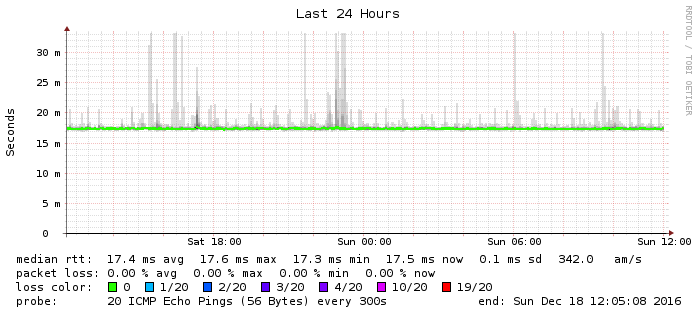 Last 24 Hours
RRDTOOL / TOBI OETIKER
Seconds
30 m
25 m
20 m
15 m
10 m
5 m
0
Sat 18:00 Sun 00:00 Sun 06:00 Sun 12:00
median rtt: 17.4 ms avg 17.6 ms max 17.3 ms min 17.5 ms now 0.1 ms sd 342.0 am/s
packet loss: 0.00 % avg 0.00 % max 0.00 % min 0.00 % now
loss color: 0 1/20 2/20 3/20 4/20 10/20 19/20
probe: 20 ICMP Echo Pings (56 Bytes) every 300s end: Sun Dec 18 12:05:08 2016